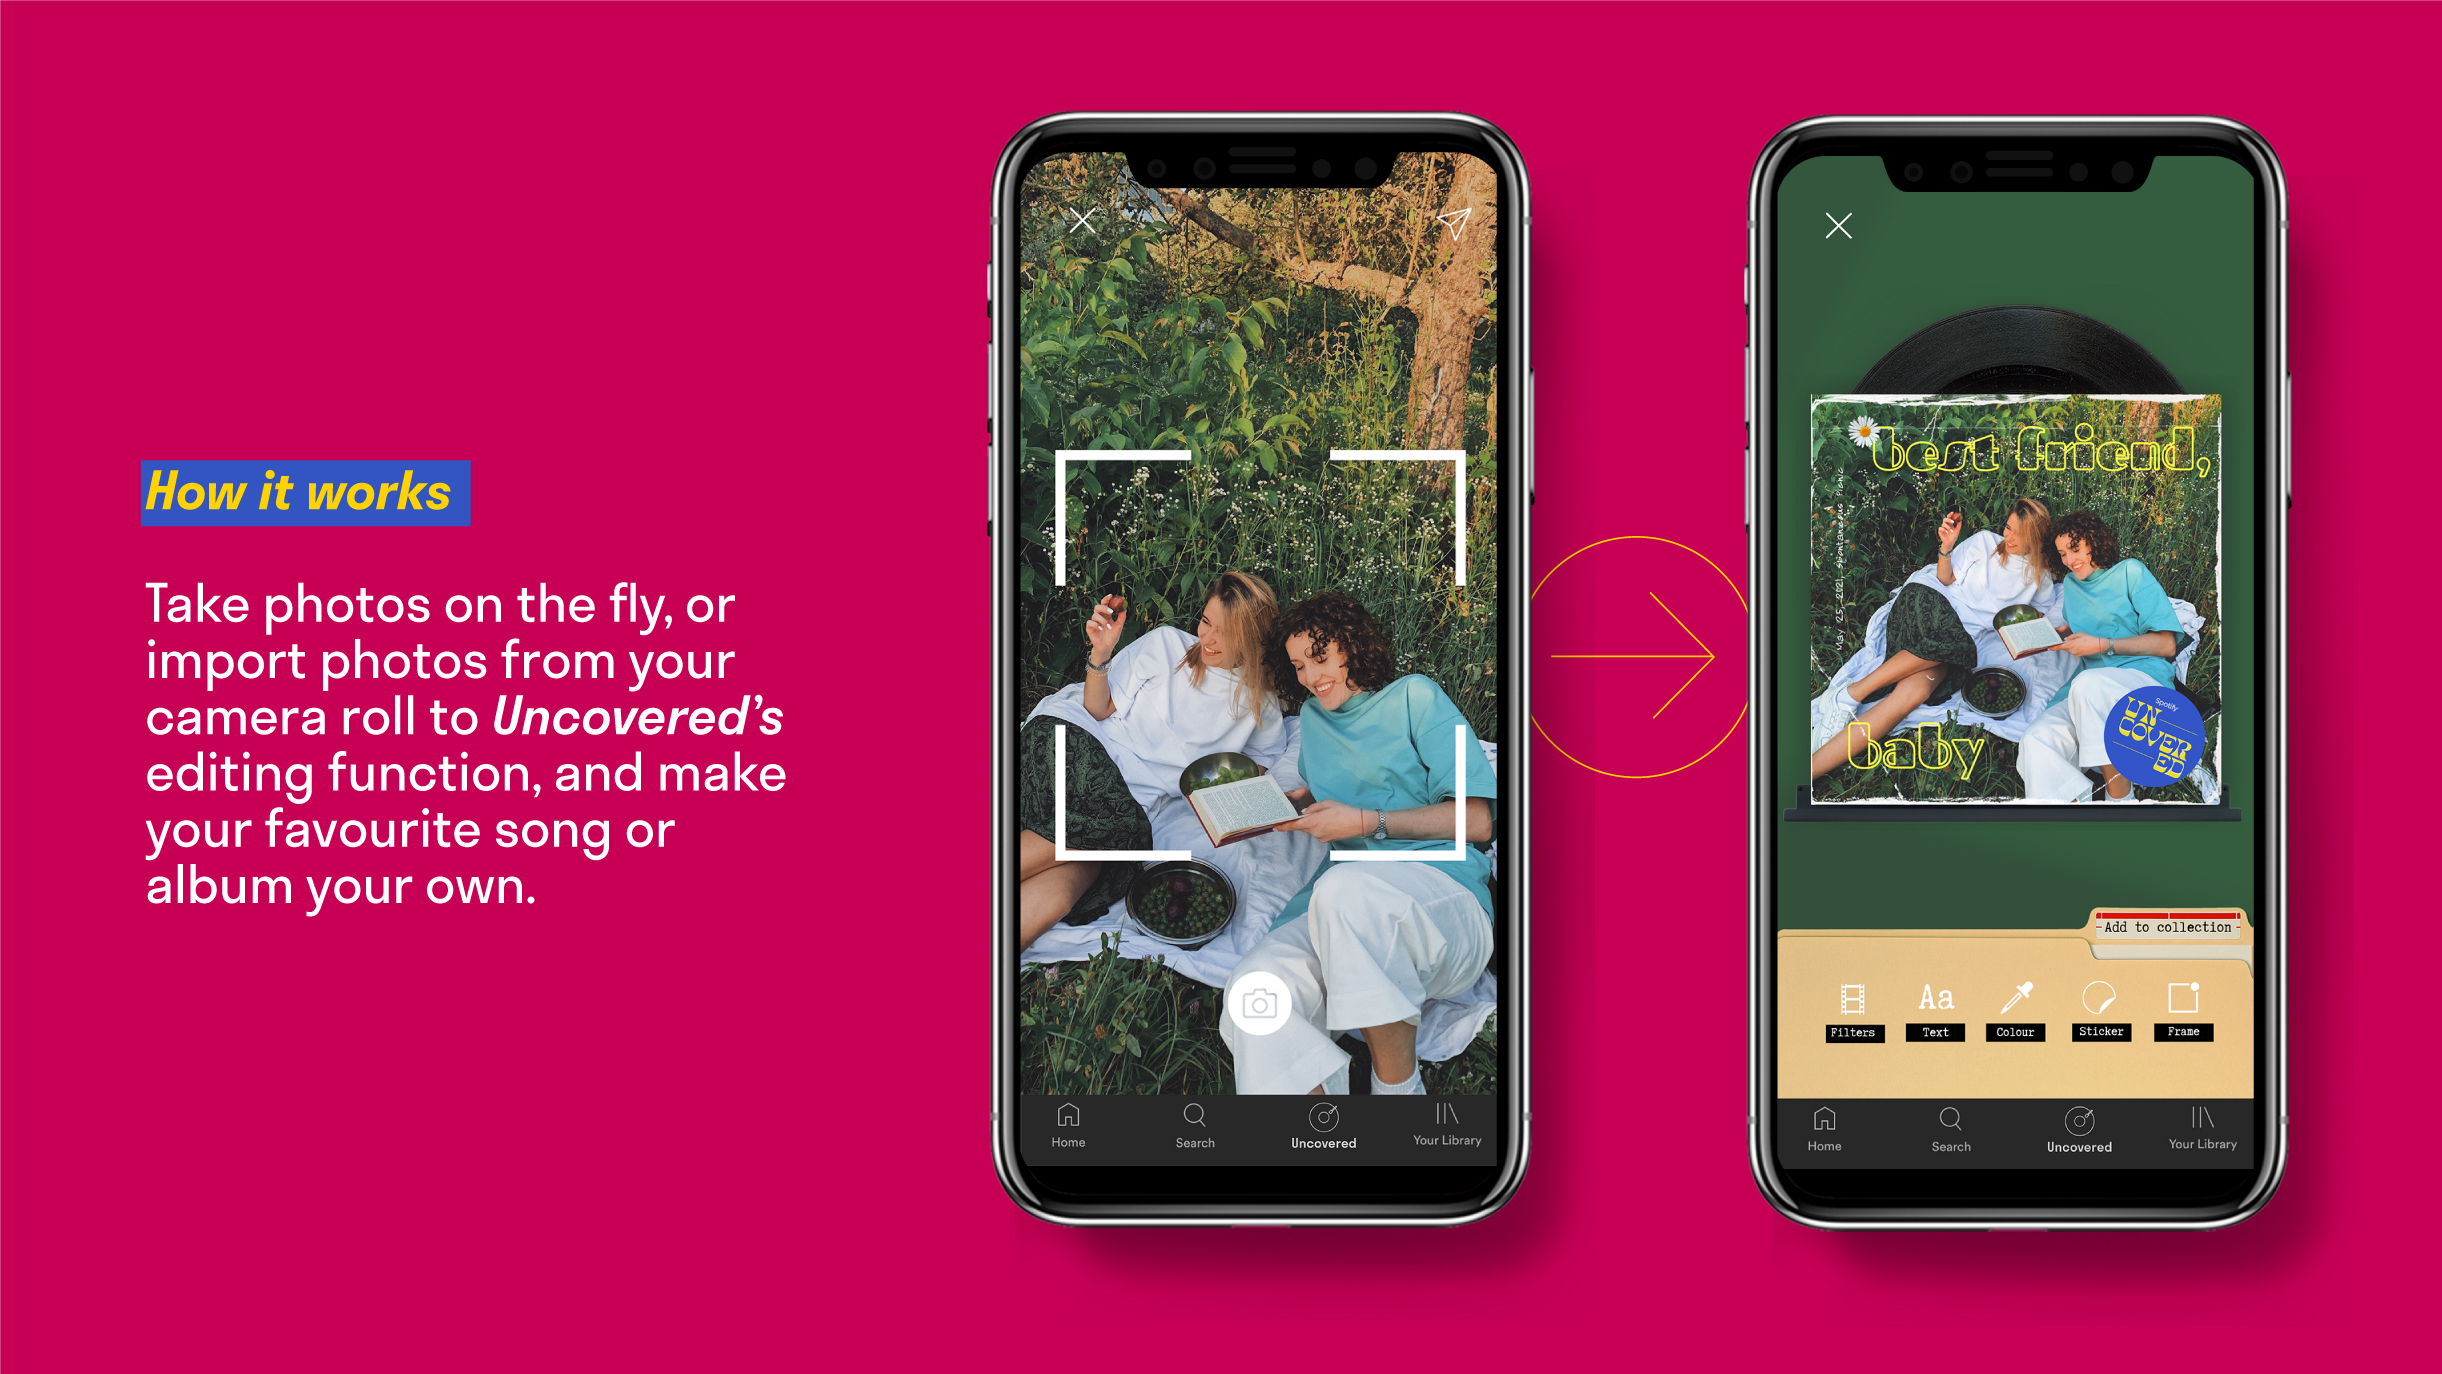 How it works
Take photos on the fly, or
import photos from your
camera roll to Uncovered's
editing function, and make
your favourite song or
album your own.
Home
Search
Uncovered
Your Library
best friend,
May 25, 2021, spontaneous picnic
baby
Spotify
UN
COVER
ED
Add to collection
Aa
Filters
Text
Colour
Sticker
Frame
Home
Search
Uncovered
Your Library